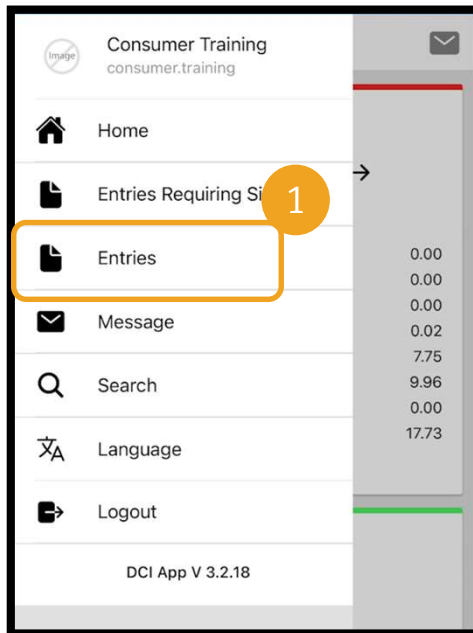 Image
Consumer Training
consumer.training
Home
Entries Requiring Si
1
Entries
Message
Search
Language
Logout
DCI App V 3.2.18
0.00
0.00
0.00
0.02
7.75
9.96
0.00
17.73